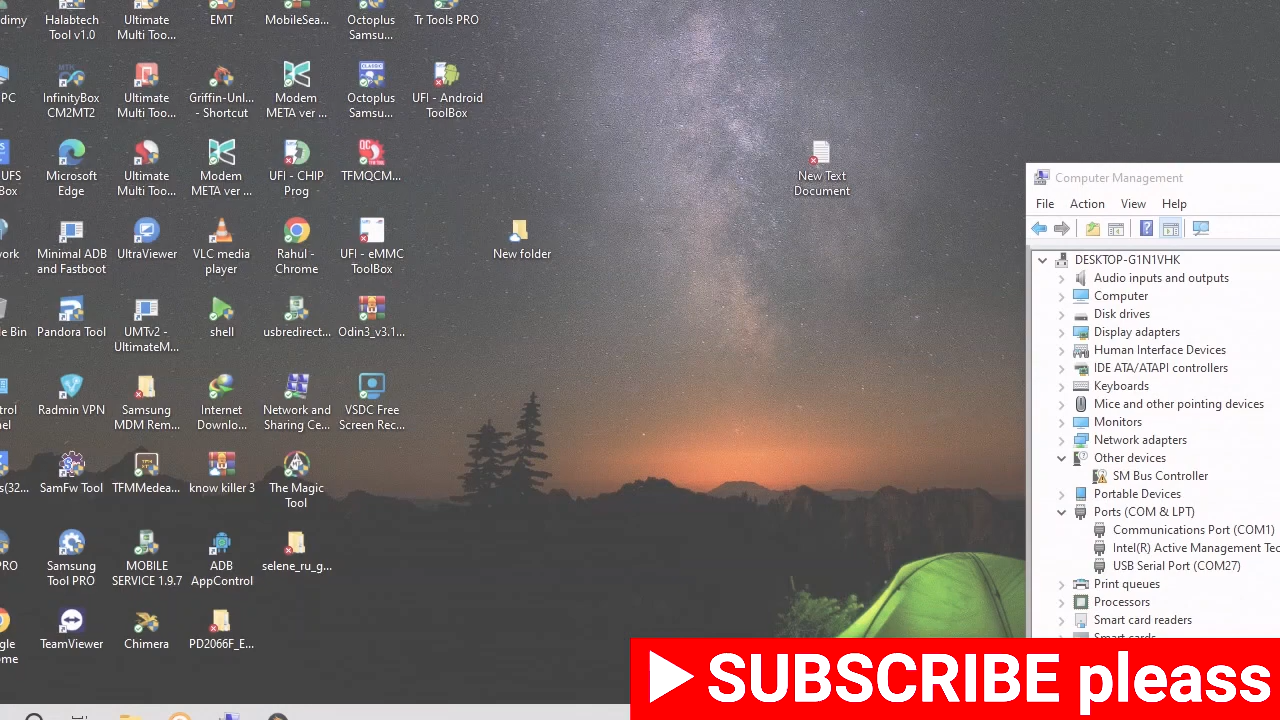 dimy
Halabtech
Tool v1.0
Ultimate
Multi Too...
EMT
MobileSea...
Octoplus
Samsu...
Tr Tools PRO
PC
InfinityBox
CM2MT2
Ultimate
Multi Too...
Griffin-Unl...
- Shortcut
Modem
META ver ...
CLASSIC
Octoplus
Samsu...
UFI - Android
ToolBox
UFS
Box
Microsoft
Edge
Ultimate
Multi Too...
Modem
META ver ...
UFI - CHIP
Prog
TFMQCM...
New Text
Document
work
Minimal ADB
and Fastboot
UltraViewer
VLC media
player
Rahul -
Chrome
UFI - eMMC
ToolBox
New folder
le Bin
Pandora Tool
UMTv2 -
UltimateM...
shell
usbredirect...
Odin3_v3.1...
trol
nel
Radmin VPN
Samsung
MDM Rem...
Internet
Downlo...
Network and
Sharing Ce...
VSDC Free
Screen Rec...
s(32...
SamFw Tool
TFMMedea...
know killer 3
The Magic
Tool
PRO
Samsung
Tool PRO
MOBILE
SERVICE 1.9.7
ADB
AppControl
selene_ru_g...
gle
ome
TeamViewer
Chimera
PD2066F_E...
Computer Management
File Action View Help
DESKTOP-G1N1VHK
Audio inputs and outputs
Computer
Disk drives
Display adapters
Human Interface Devices
IDE ATA/ATAPI controllers
Keyboards
Mice and other pointing devices
Monitors
Network adapters
Other devices
SM Bus Controller
Portable Devices
Ports (COM & LPT)
Communications Port (COM1)
Intel(R) Active Management Tec
USB Serial Port (COM27)
Print queues
Processors
Smart card readers
Smart cards
SUBSCRIBE pleass